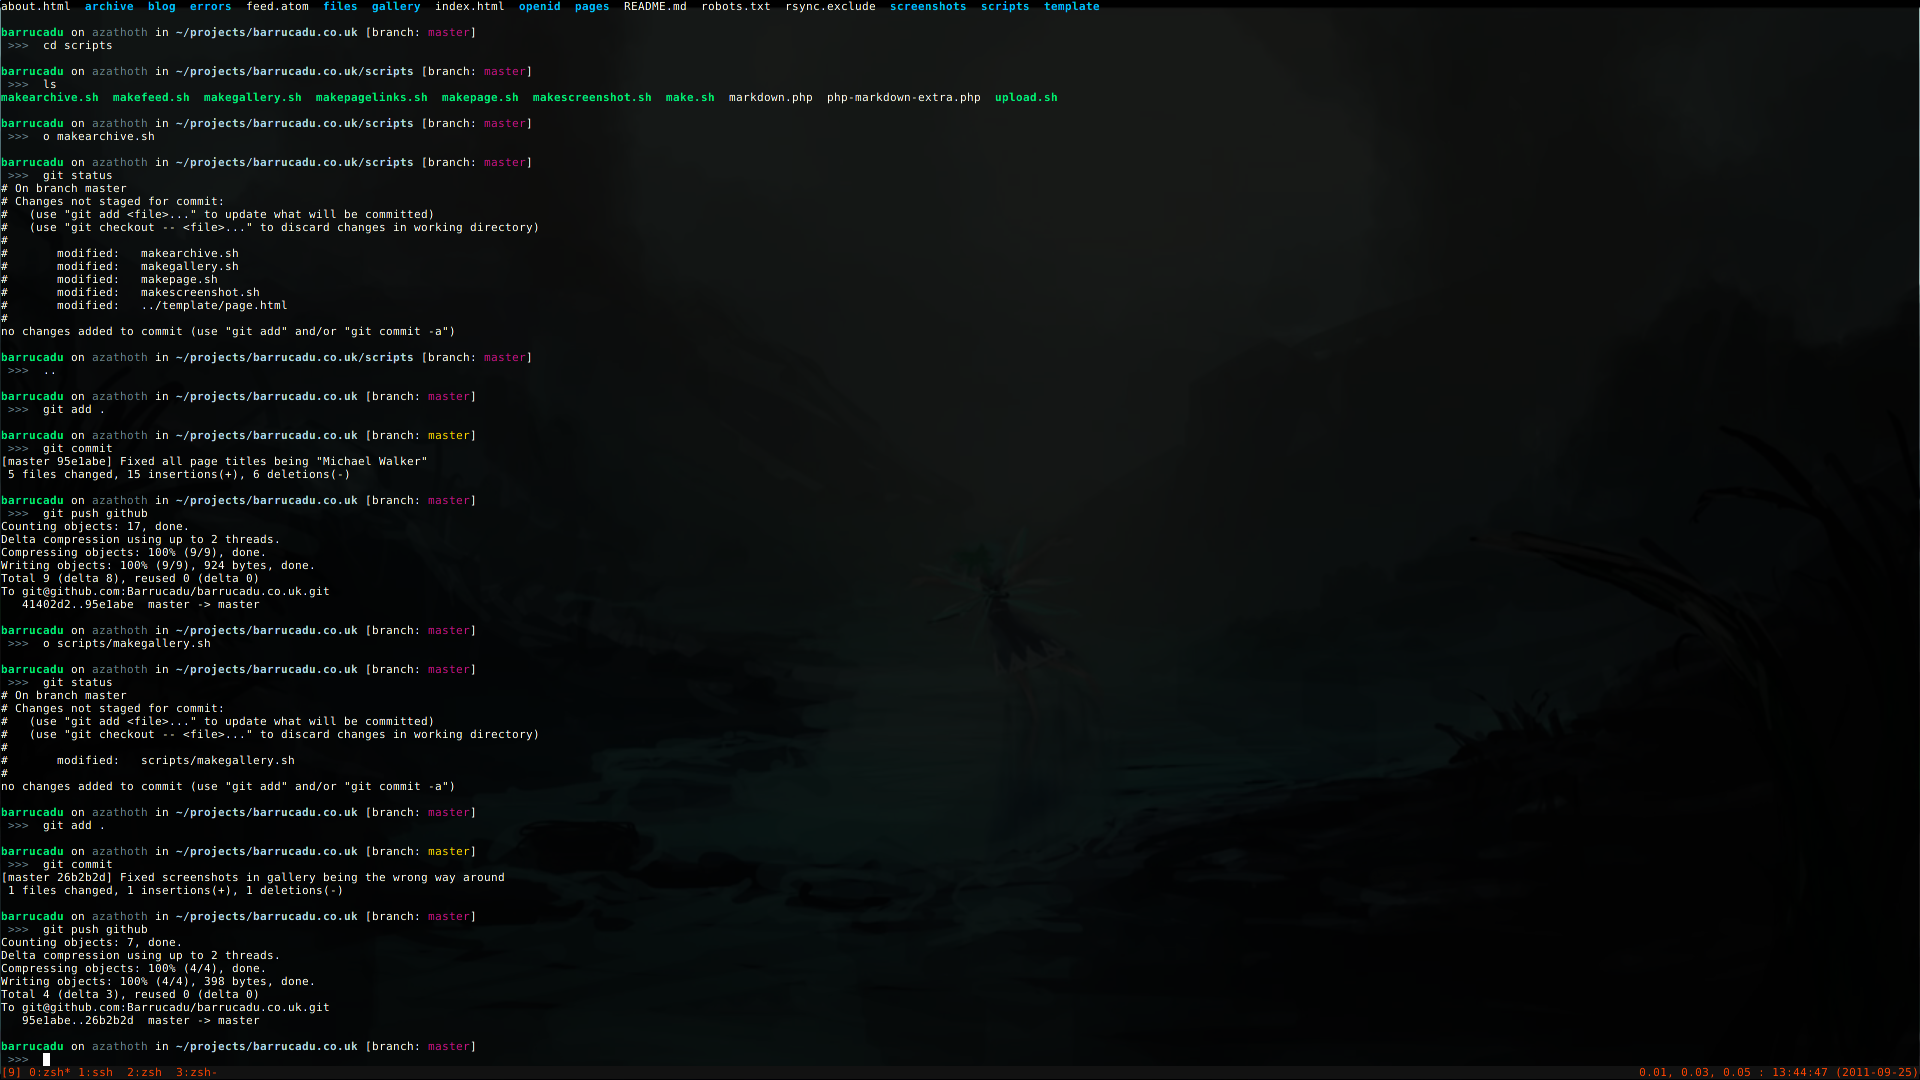 about.html  archive  blog  errors  feed.atom  files  gallery  index.html  openid  pages  README.md  robots.txt  rsync.exclude  screenshots  scripts  template
barrucadu on azathoth in ~/projects/barrucadu.co.uk [branch: master]
>>>  cd scripts
barrucadu on azathoth in ~/projects/barrucadu.co.uk/scripts [branch: master]
>>>  ls
makearchive.sh  makefeed.sh  makegallery.sh  makepagelinks.sh  makepage.sh  makescreenshot.sh  make.sh  markdown.php  php-markdown-extra.php  upload.sh
barrucadu on azathoth in ~/projects/barrucadu.co.uk/scripts [branch: master]
>>>  o makearchive.sh
barrucadu on azathoth in ~/projects/barrucadu.co.uk/scripts [branch: master]
>>>  git status
# On branch master
# Changes not staged for commit:
#   (use "git add <file>..." to update what will be committed)
#   (use "git checkout -- <file>..." to discard changes in working directory)
#
#       modified:   makearchive.sh
#       modified:   makegallery.sh
#       modified:   makepage.sh
#       modified:   makescreenshot.sh
#       modified:   ../template/page.html
#
no changes added to commit (use "git add" and/or "git commit -a")
barrucadu on azathoth in ~/projects/barrucadu.co.uk/scripts [branch: master]
>>>  ..
barrucadu on azathoth in ~/projects/barrucadu.co.uk [branch: master]
>>>  git add .
barrucadu on azathoth in ~/projects/barrucadu.co.uk [branch: master]
>>>  git commit
[master 95e1abe] Fixed all page titles being "Michael Walker"
5 files changed, 15 insertions(+), 6 deletions(-)
barrucadu on azathoth in ~/projects/barrucadu.co.uk [branch: master]
>>>  git push github
Counting objects: 17, done.
Delta compression using up to 2 threads.
Compressing objects: 100% (9/9), done.
Writing objects: 100% (9/9), 924 bytes, done.
Total 9 (delta 8), reused 0 (delta 0)
To git@github.com:Barrucadu/barrucadu.co.uk.git
41402d2..95e1abe  master -> master
barrucadu on azathoth in ~/projects/barrucadu.co.uk [branch: master]
>>>  o scripts/makegallery.sh
barrucadu on azathoth in ~/projects/barrucadu.co.uk [branch: master]
>>>  git status
# On branch master
# Changes not staged for commit:
#   (use "git add <file>..." to update what will be committed)
#   (use "git checkout -- <file>..." to discard changes in working directory)
#
#       modified:   scripts/makegallery.sh
#
no changes added to commit (use "git add" and/or "git commit -a")
barrucadu on azathoth in ~/projects/barrucadu.co.uk [branch: master]
>>>  git add .
barrucadu on azathoth in ~/projects/barrucadu.co.uk [branch: master]
>>>  git commit
[master 26b2b2d] Fixed screenshots in gallery being the wrong way around
1 files changed, 1 insertions(+), 1 deletions(-)
barrucadu on azathoth in ~/projects/barrucadu.co.uk [branch: master]
>>>  git push github
Counting objects: 7, done.
Delta compression using up to 2 threads.
Compressing objects: 100% (4/4), done.
Writing objects: 100% (4/4), 398 bytes, done.
Total 4 (delta 3), reused 0 (delta 0)
To git@github.com:Barrucadu/barrucadu.co.uk.git
95e1abe..26b2b2d  master -> master
barrucadu on azathoth in ~/projects/barrucadu.co.uk [branch: master]
>>>
[9] 0:zsh* 1:ssh  2:zsh  3:zsh-  0.01, 0.03, 0.05 : 13:44:47 (2011-09-25)